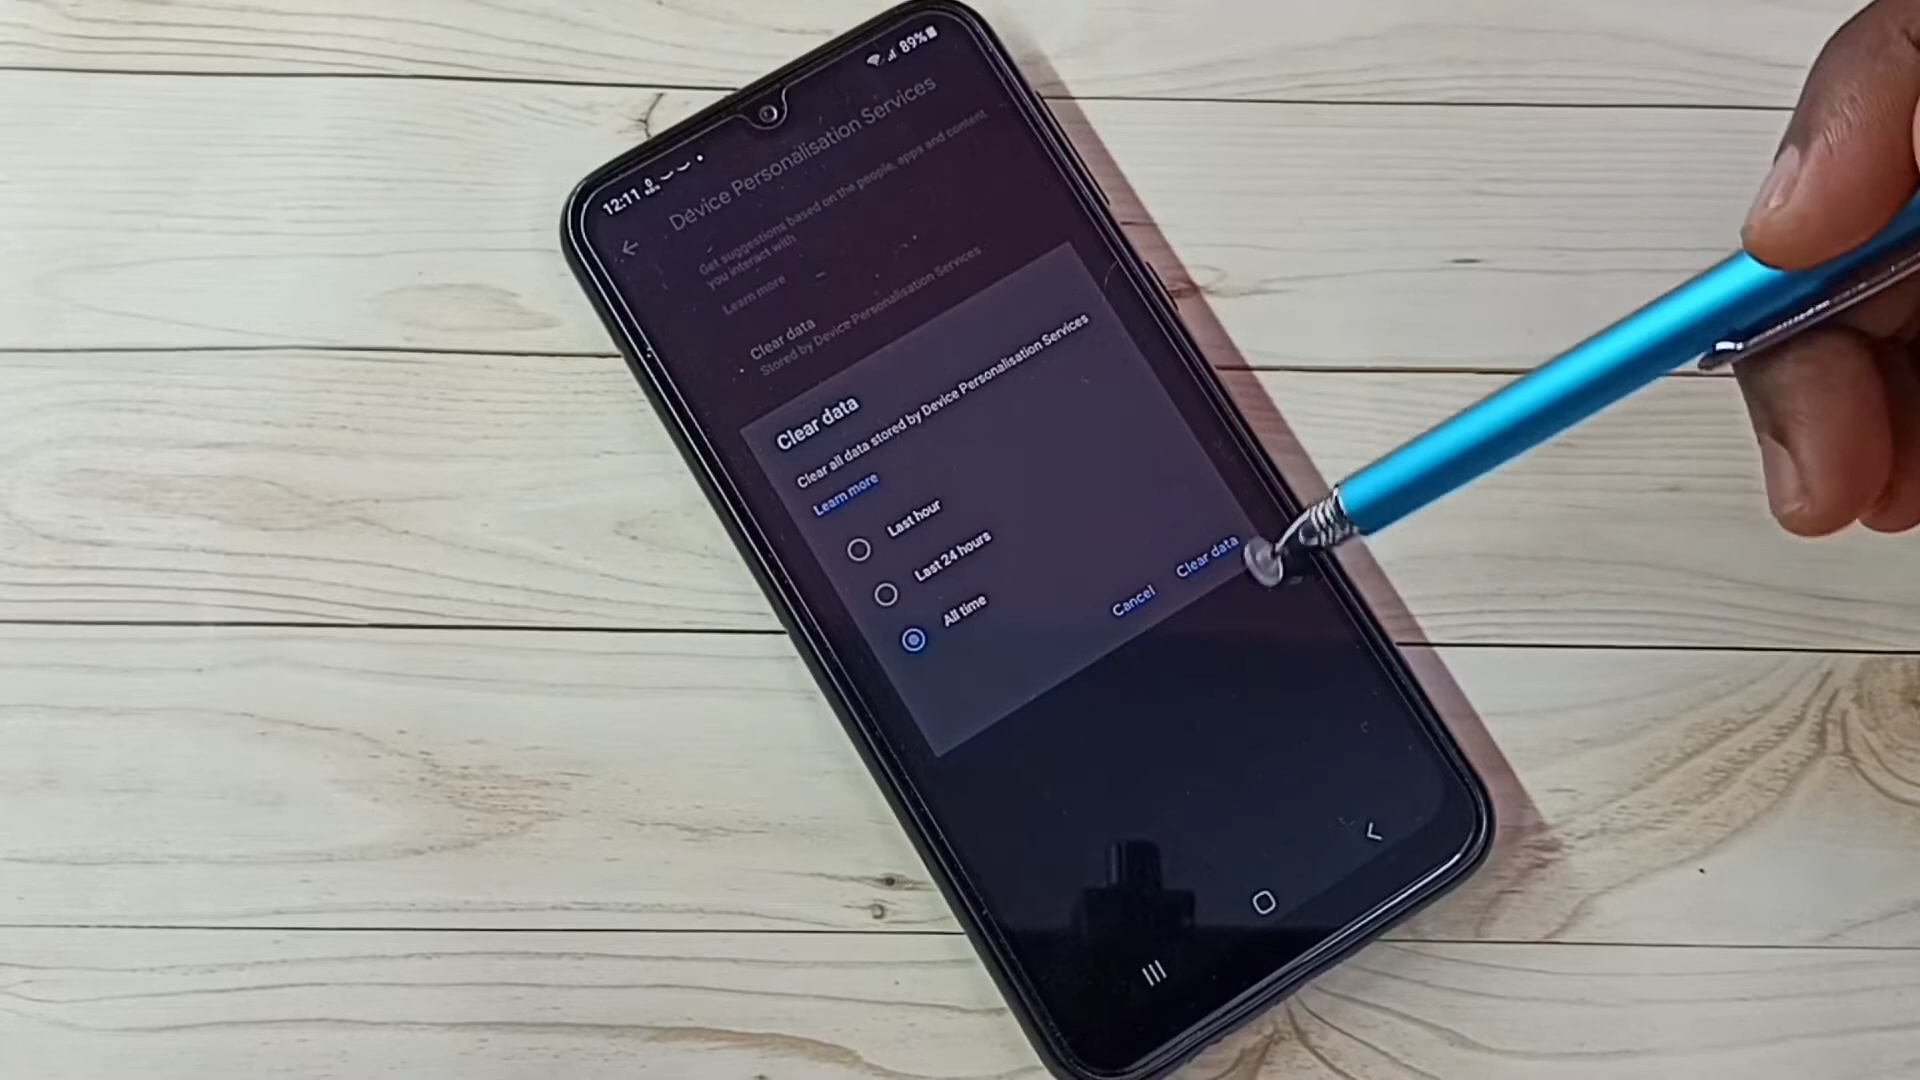 12:11
89%
Device Personalisation Services
Get suggestions based on the people, apps and content
you interact with
Learn more
Clear data
Stored by Device Personalisation Services
Clear data
Clear all data stored by Device Personalisation Services
Learn more
Last hour
Last 24 hours
All time
Cancel
Clear data